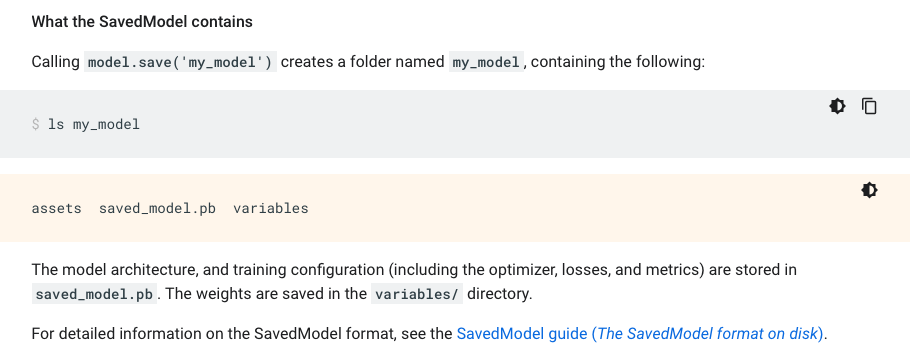 What the SavedModel contains
Calling model.save('my_model') creates a folder named my_model, containing the following:
$ ls my_model
assets  saved_model.pb  variables
The model architecture, and training configuration (including the optimizer, losses, and metrics) are stored in
saved_model.pb. The weights are saved in the variables/ directory.
For detailed information on the SavedModel format, see the SavedModel guide (The SavedModel format on disk).